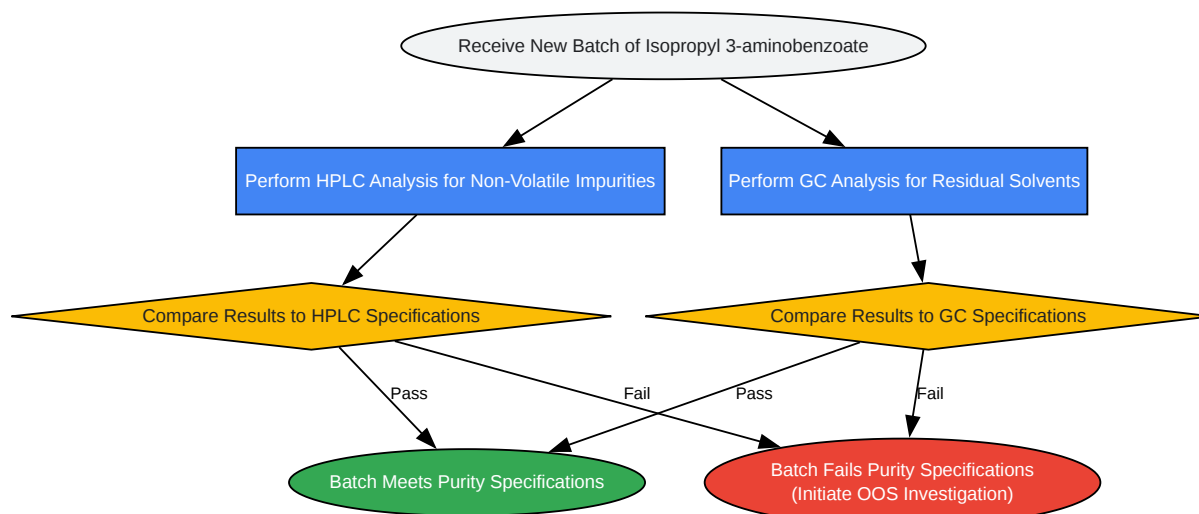 Receive New Batch of Isopropyl 3-aminobenzoate
Perform HPLC Analysis for Non-Volatile Impurities
Perform GC Analysis for Residual Solvents
Compare Results to HPLC Specifications
Compare Results to GC Specifications
Pass
Fail
Pass
Fail
Batch Meets Purity Specifications
Batch Fails Purity Specifications
(Initiate OOS Investigation)